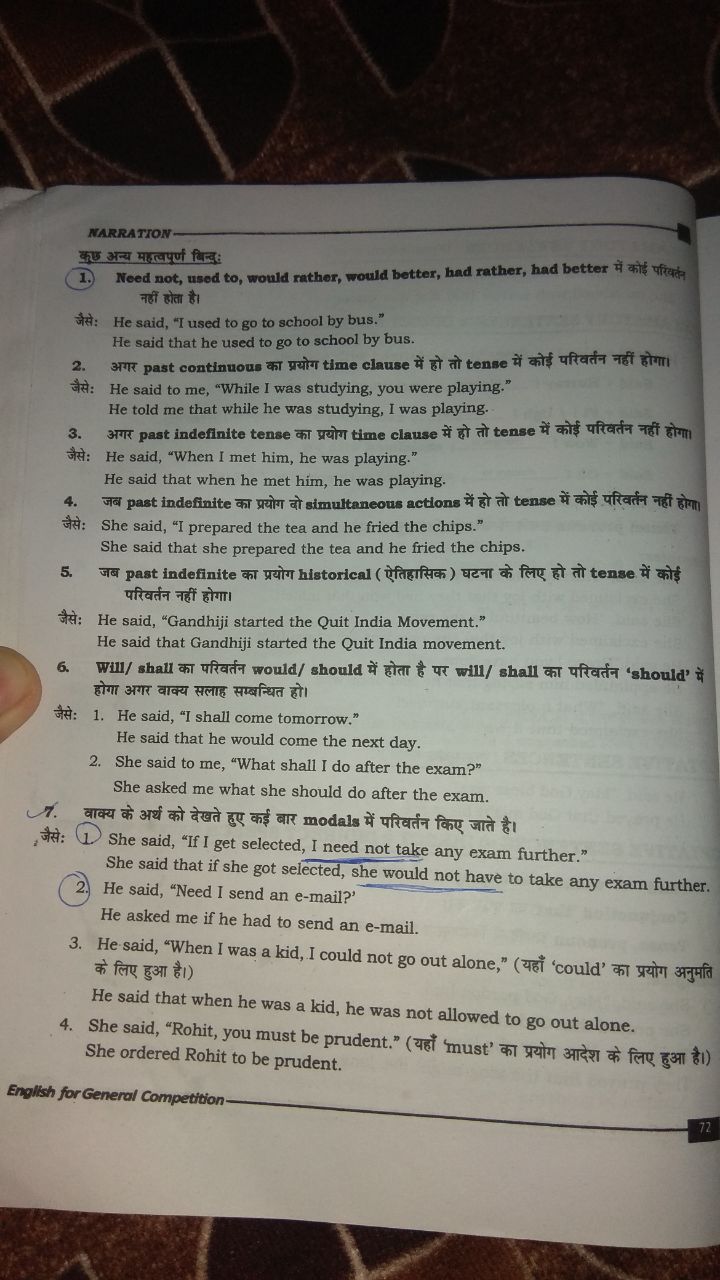 NARRATION
कुछ अन्य महत्वपूर्ण बिन्दु:
1. Need not, used to, would rather, would better, had rather, had better में कोई परिवर्तन
नहीं होता है।
जैसे: He said, “I used to go to school by bus.”
He said that he used to go to school by bus.
2. अगर past continuous का प्रयोग time clause में हो तो tense में कोई परिवर्तन नहीं होगा।
जैसे: He said to me, “While I was studying, you were playing.”
He told me that while he was studying, I was playing.
3. अगर past indefinite tense का प्रयोग time clause में हो तो tense में कोई परिवर्तन नहीं होगा।
जैसे: He said, “When I met him, he was playing.”
He said that when he met him, he was playing.
4. जब past indefinite का प्रयोग दो simultaneous actions में हो तो tense में कोई परिवर्तन नहीं होगा।
जैसे: She said, “I prepared the tea and he fried the chips.”
She said that she prepared the tea and he fried the chips.
5. जब past indefinite का प्रयोग historical (ऐतिहासिक) घटना के लिए हो तो tense में कोई
परिवर्तन नहीं होगा।
जैसे: He said, “Gandhiji started the Quit India Movement.”
He said that Gandhiji started the Quit India movement.
6. Will/ shall का परिवर्तन would/ should में होता है पर will/ shall का परिवर्तन ‘should’ में
होगा अगर वाक्य सलाह सम्बन्धित हो।
जैसे: 1. He said, “I shall come tomorrow.”
He said that he would come the next day.
2. She said to me, “What shall I do after the exam?”
She asked me what she should do after the exam.
7. वाक्य के अर्थ को देखते हुए कई बार modals में परिवर्तन किए जाते है।
जैसे: 1. She said, “If I get selected, I need not take any exam further.”
She said that if she got selected, she would not have to take any exam further.
2. He said, “Need I send an e-mail?’
He asked me if he had to send an e-mail.
3. He said, “When I was a kid, I could not go out alone,” (यहाँ ‘could’ का प्रयोग अनुमति
के लिए हुआ है।)
He said that when he was a kid, he was not allowed to go out alone.
4. She said, “Rohit, you must be prudent.” (यहाँ ‘must’ का प्रयोग आदेश के लिए हुआ है।)
She ordered Rohit to be prudent.
English for General Competition
72